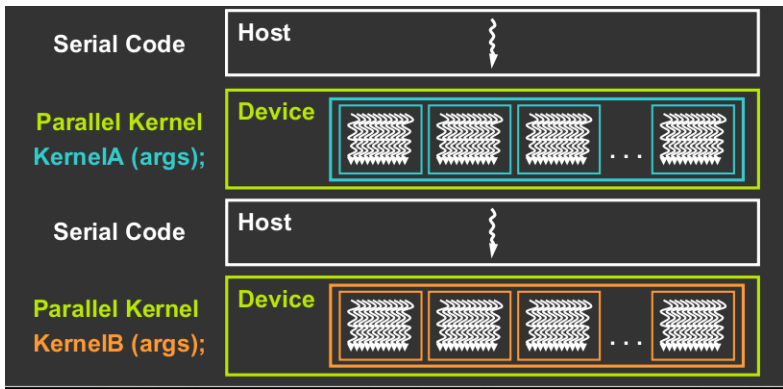 Serial Code
Host
Parallel Kernel
KernelA (args);
Device
. . .
Serial Code
Host
Parallel Kernel
KernelB (args);
Device
. . .